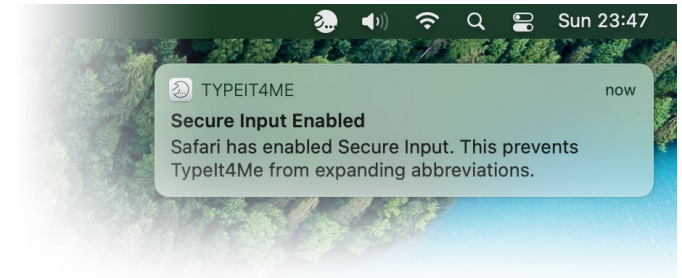 Sun 23:47
TYPEIT4ME
now
Secure Input Enabled
Safari has enabled Secure Input. This prevents
TypeIt4Me from expanding abbreviations.